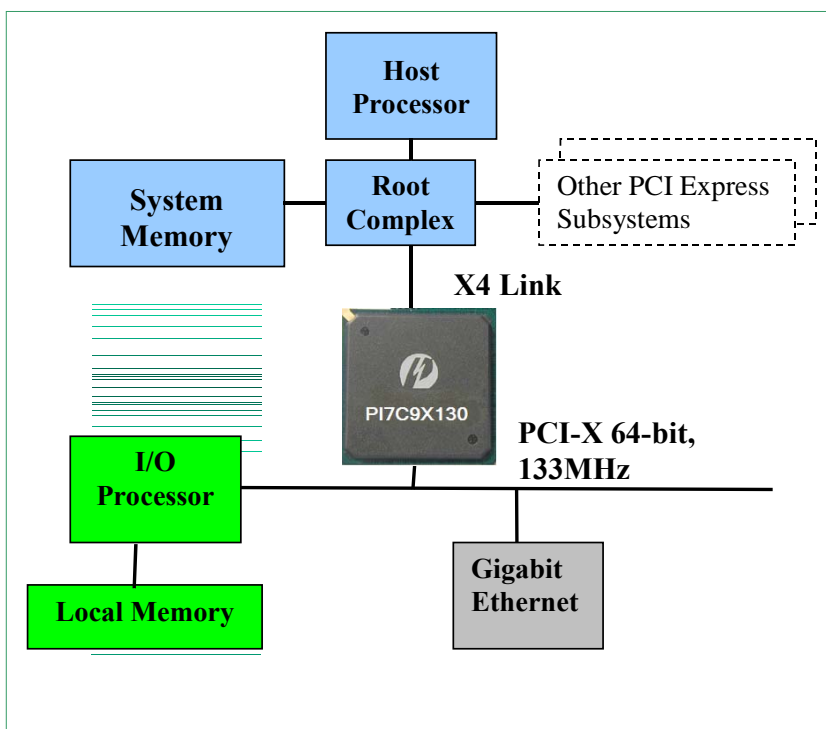 Host
Processor
System
Memory
Root
Complex
Other PCI Express
Subsystems
X4 Link
PI7C9X130
PCI-X 64-bit,
133MHz
I/O
Processor
Gigabit
Ethernet
Local Memory